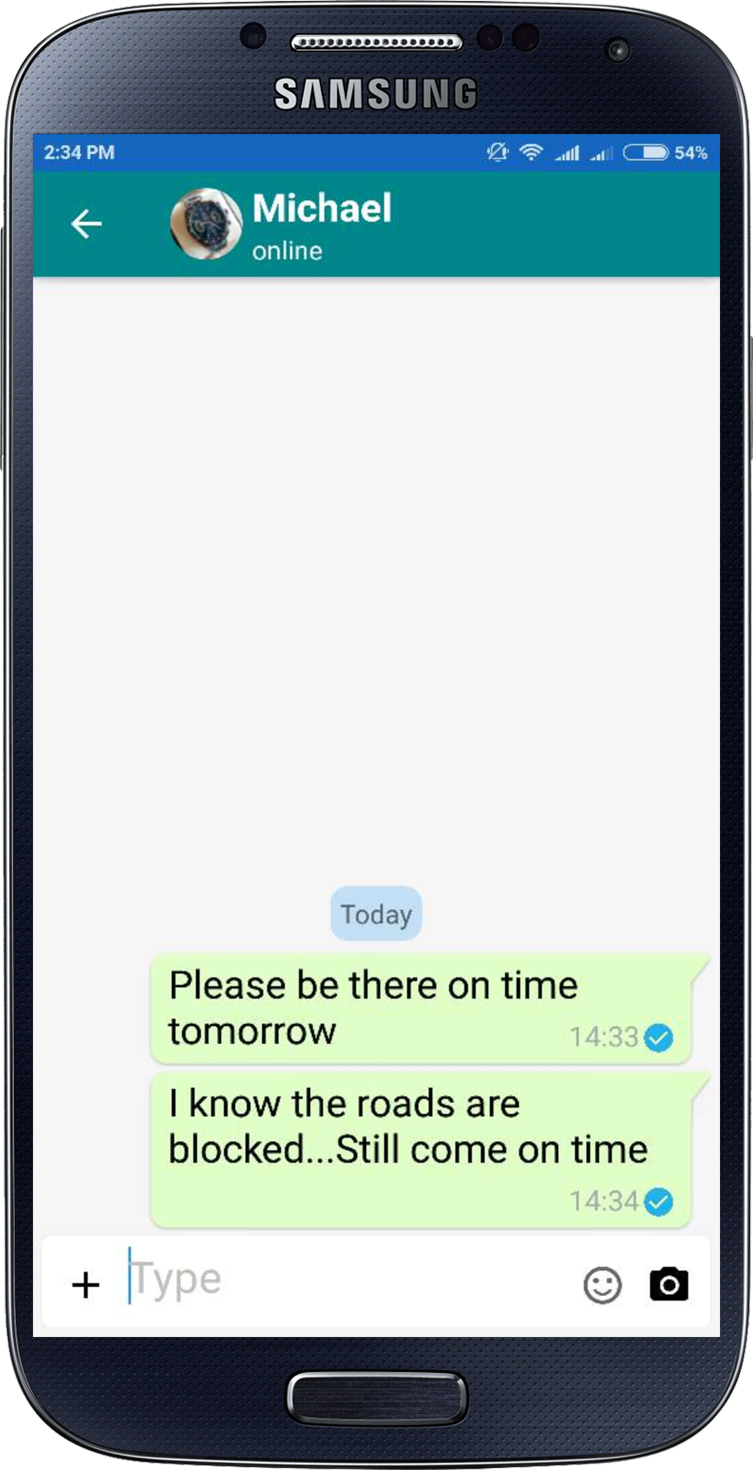 SAMSUNG
2:34 PM 54%
Michael
online
Today
Please be there on time
tomorrow 14:33
I know the roads are
blocked...Still come on time
14:34
Type